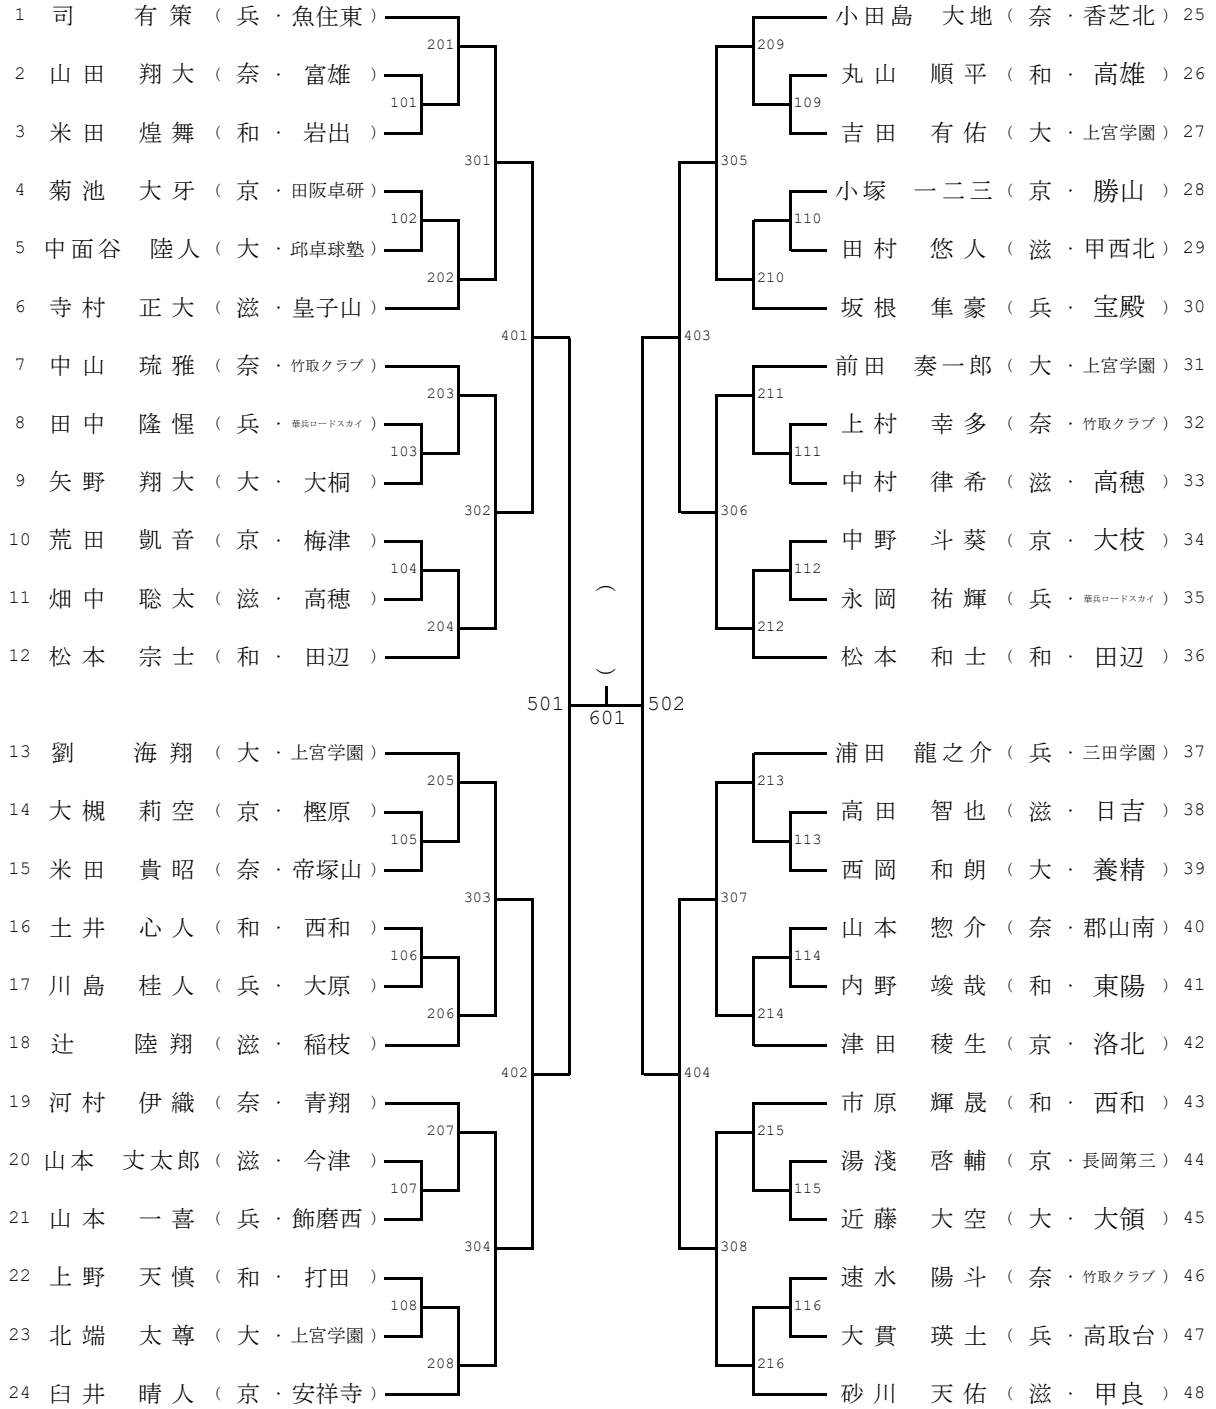 1 司 有策 （ 兵 ・ 魚住東 ）
201
2 山田 翔大 （ 奈 ・ 富雄 ）
101
3 米田 煌舞 （ 和 ・ 岩出 ）
301
4 菊池 大牙 （ 京 ・ 田阪卓研 ）
102
5 中面谷 陸人 （ 大 ・ 邱卓球塾 ）
202
6 寺村 正大 （ 滋 ・ 皇子山 ）
401
7 中山 琉雅 （ 奈 ・ 竹取クラブ ）
203
8 田中 隆惺 （ 兵 ・ 華兵ロードスカイ ）
103
9 矢野 翔大 （ 大 ・ 大桐 ）
302
10 荒田 凱音 （ 京 ・ 梅津 ）
104
11 畑中 聡太 （ 滋 ・ 高穂 ）
204
12 松本 宗士 （ 和 ・ 田辺 ）
501
13 劉 海翔 （ 大 ・ 上宮学園 ）
205
14 大槻 莉空 （ 京 ・ 樫原 ）
105
15 米田 貴昭 （ 奈 ・ 帝塚山 ）
303
16 土井 心人 （ 和 ・ 西和 ）
106
17 川島 桂人 （ 兵 ・ 大原 ）
206
18 辻 陸翔 （ 滋 ・ 稲枝 ）
402
19 河村 伊織 （ 奈 ・ 青翔 ）
207
20 山本 丈太郎 （ 滋 ・ 今津 ）
107
21 山本 一喜 （ 兵 ・ 飾磨西 ）
304
22 上野 天慎 （ 和 ・ 打田 ）
108
23 北端 太尊 （ 大 ・ 上宮学園 ）
208
24 臼井 晴人 （ 京 ・ 安祥寺 ）
（ ）
601
小田島 大地 （ 奈 ・ 香芝北 ） 25
209
丸山 順平 （ 和 ・ 高雄 ） 26
109
吉田 有佑 （ 大 ・ 上宮学園 ） 27
305
小塚 一二三 （ 京 ・ 勝山 ） 28
110
田村 悠人 （ 滋 ・ 甲西北 ） 29
210
坂根 隼豪 （ 兵 ・ 宝殿 ） 30
403
前田 奏一郎 （ 大 ・ 上宮学園 ） 31
211
上村 幸多 （ 奈 ・ 竹取クラブ ） 32
111
中村 律希 （ 滋 ・ 高穂 ） 33
306
中野 斗葵 （ 京 ・ 大枝 ） 34
112
永岡 祐輝 （ 兵 ・ 華兵ロードスカイ ） 35
212
松本 和士 （ 和 ・ 田辺 ） 36
502
浦田 龍之介 （ 兵 ・ 三田学園 ） 37
213
高田 智也 （ 滋 ・ 日吉 ） 38
113
西岡 和朗 （ 大 ・ 養精 ） 39
307
山本 惣介 （ 奈 ・ 郡山南 ） 40
114
内野 竣哉 （ 和 ・ 東陽 ） 41
214
津田 稜生 （ 京 ・ 洛北 ） 42
404
市原 輝晟 （ 和 ・ 西和 ） 43
215
湯淺 啓輔 （ 京 ・ 長岡第三 ） 44
115
近藤 大空 （ 大 ・ 大領 ） 45
308
速水 陽斗 （ 奈 ・ 竹取クラブ ） 46
116
大貫 瑛土 （ 兵 ・ 高取台 ） 47
216
砂川 天佑 （ 滋 ・ 甲良 ） 48